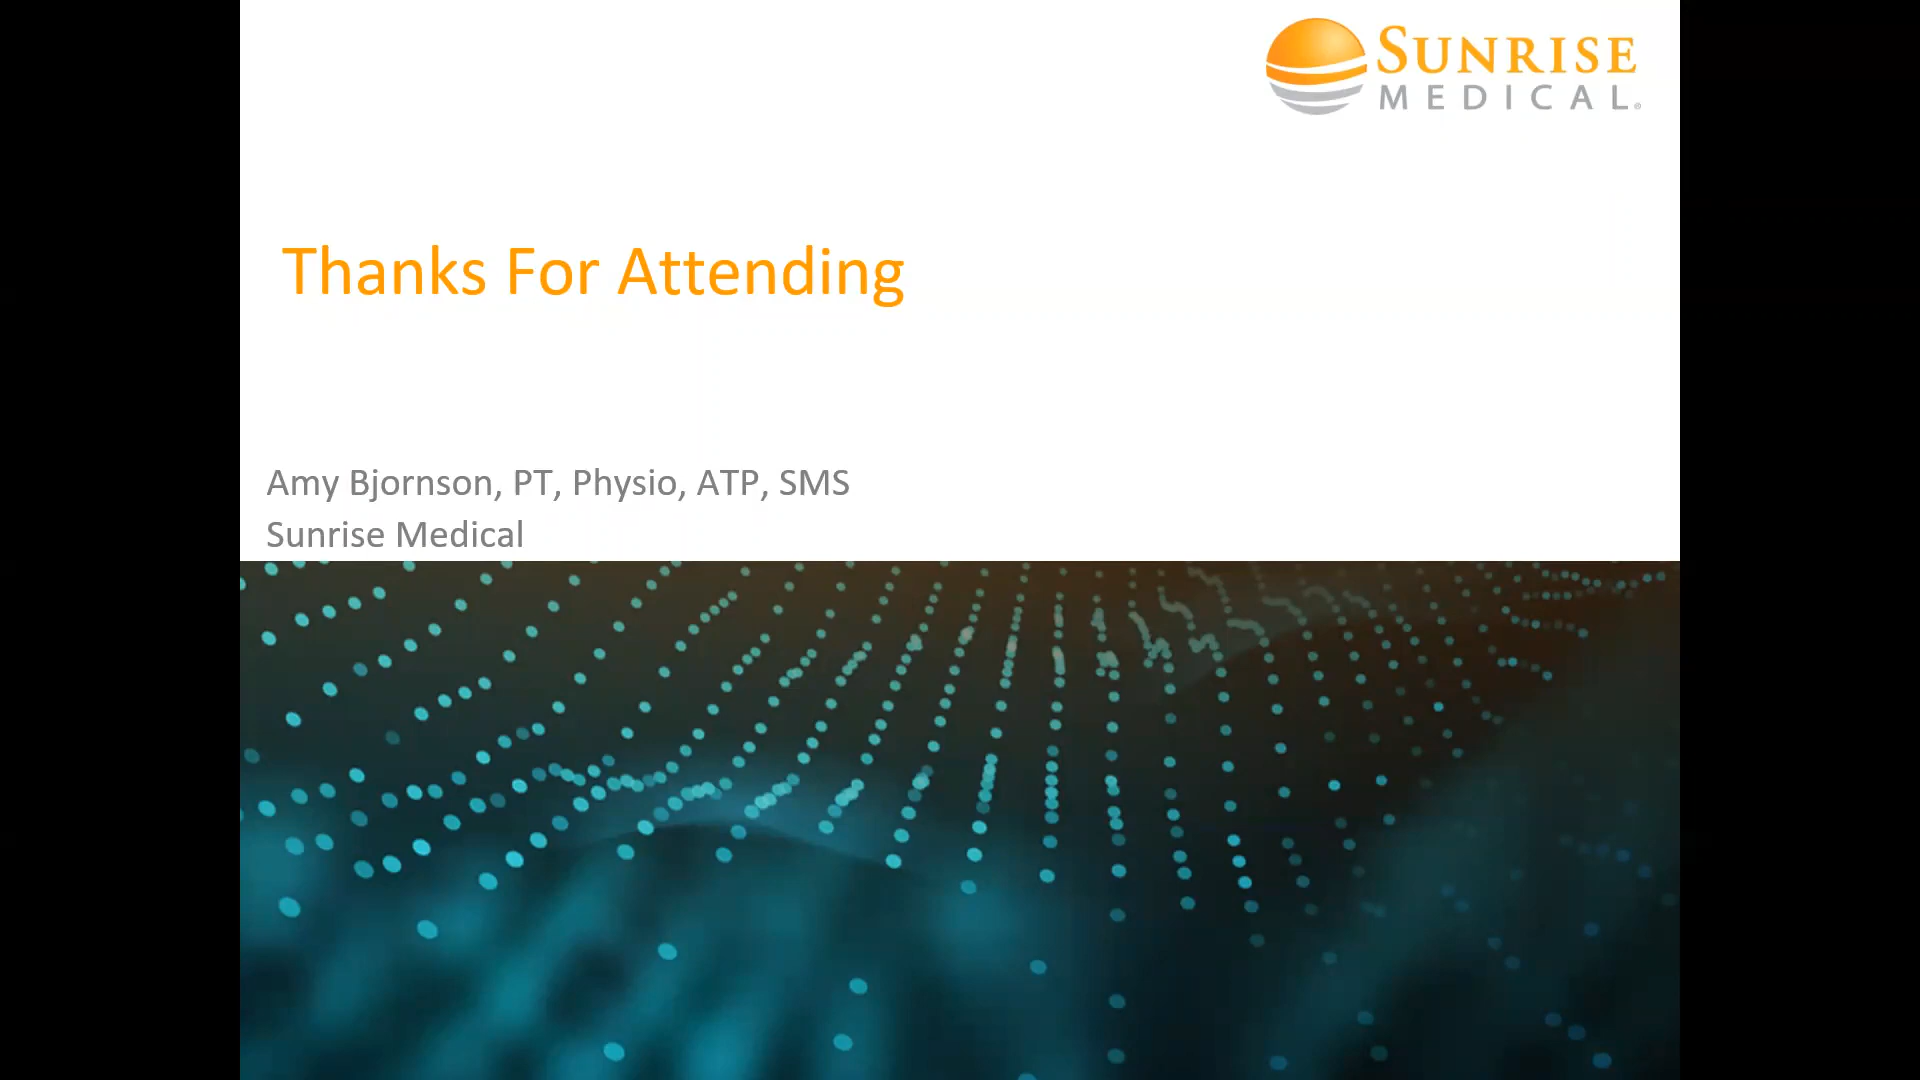 SUNRISE
MEDICAL®
Thanks For Attending
Amy Bjornson, PT, Physio, ATP, SMS
Sunrise Medical